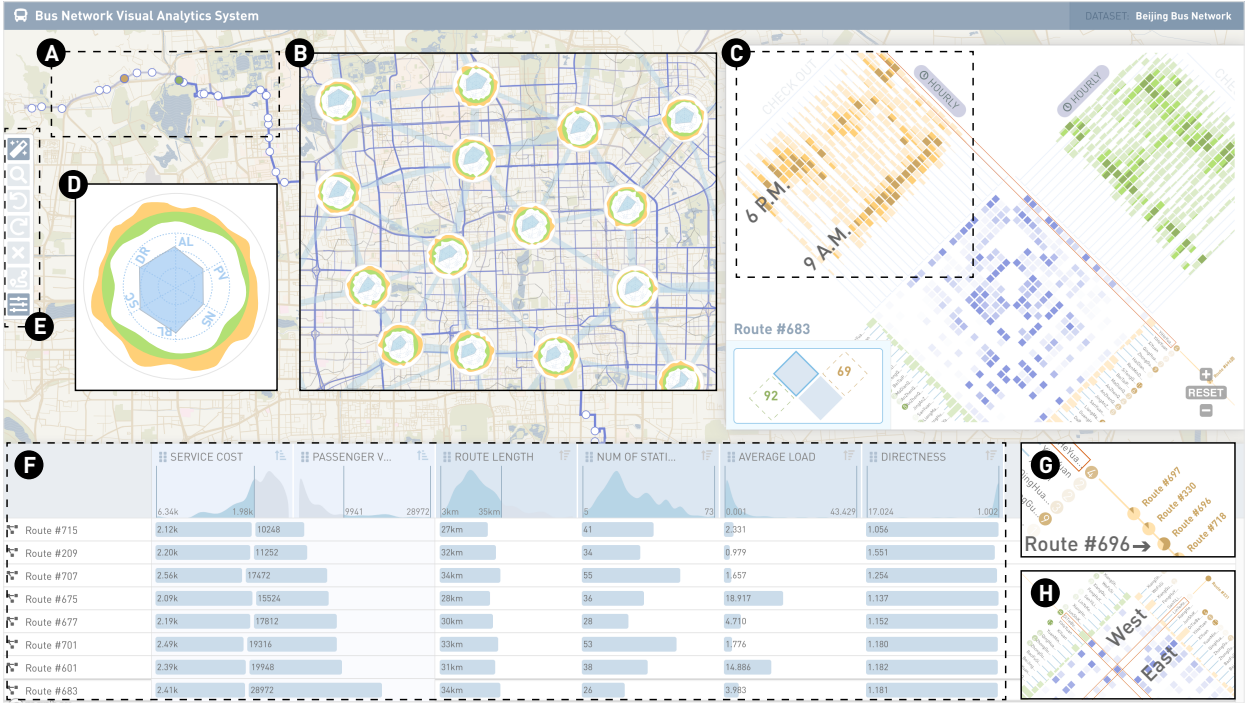 Bus Network Visual Analytics System
DATASET: Beijing Bus Network
A
B
C
CHECK OUT
HOURLY
HOURLY
6 P.M.
9 A.M.
D
AL
PV
NS
RL
SC
DR
E
Route #683
92
69
RESET
F
SERVICE COST
PASSENGER V...
ROUTE LENGTH
NUM OF STATI...
AVERAGE LOAD
DIRECTNESS
6.34k 1.98k 9941 28972 3km 35km 5 73 0.001 43.429 17.024 1.002
Route #715 2.12k 10248 27km 41 2.331 1.056
Route #209 2.20k 11252 32km 34 0.979 1.551
Route #707 2.56k 17472 34km 55 1.657 1.254
Route #675 2.09k 15524 28km 36 18.917 1.137
Route #677 2.19k 17812 30km 28 4.710 1.152
Route #701 2.49k 19316 33km 53 1.776 1.180
Route #601 2.39k 19948 31km 38 14.886 1.182
Route #683 2.41k 28972 34km 26 3.983 1.181
G
Route #697
Route #330
Route #696
Route #718
Route #696
H
West
East